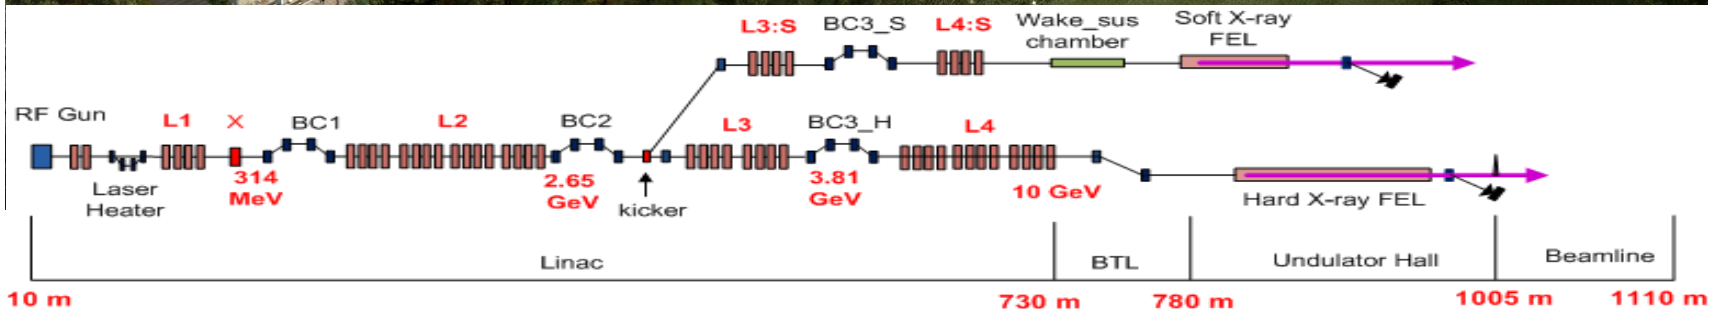 L3:S
BC3_S
L4:S
Wake_sus
chamber
Soft X-ray
FEL
RF Gun
L1
X
BC1
L2
BC2
L3
BC3_H
L4
Laser
Heater
314
MeV
2.65
GeV
kicker
3.81
GeV
10 GeV
Hard X-ray FEL
Linac
BTL
Undulator Hall
Beamline
10 m
730 m
780 m
1005 m
1110 m